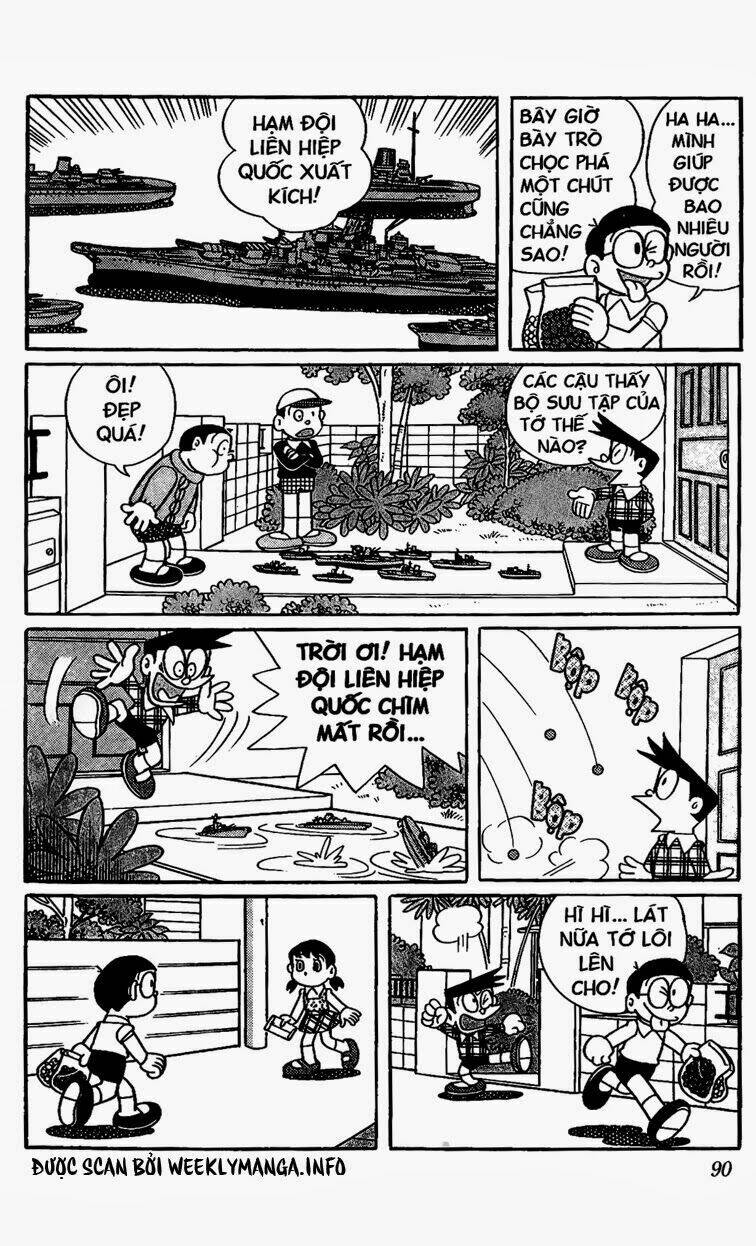 HA HA...
MÌNH
GIÚP
ĐƯỢC
BAO
NHIÊU
NGƯỜI
RỒI!
BÂY GIỜ
BÀY TRÒ
CHỌC PHÁ
MỘT CHÚT
CŨNG
CHẲNG
SAO!
HẠM ĐỘI
LIÊN HIỆP
QUỐC XUẤT
KÍCH!
CÁC CẬU THẤY
BỘ SƯU TẬP CỦA
TỚ THẾ
NÀO?
ÔI!
ĐẸP
QUÁ!
BỘP
BỘP
BỘP
TRỜI ƠI! HẠM
ĐỘI LIÊN HIỆP
QUỐC CHÌM
MẤT RỒI...
HÌ HÌ... LÁT
NỮA TỚ LÔI
LÊN
CHO!
ĐƯỢC SCAN BỞI WEEKLYMANGA.INFO
90